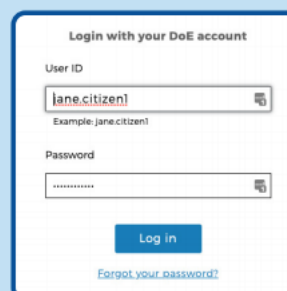 Login with your DoE account
User ID
jane.citizen1
Example: jane.citizen1
Password
••••••••••••
Log in
Forgot your password?